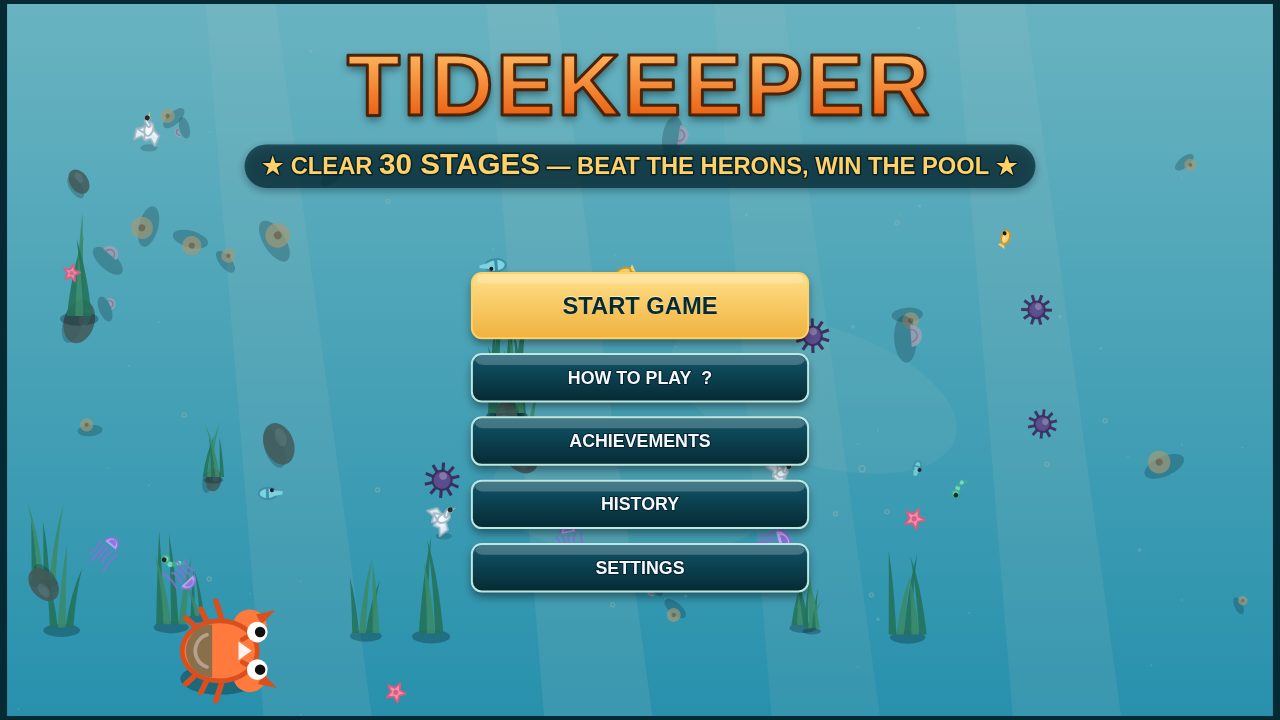 TIDEKEEPER
★ CLEAR 30 STAGES — BEAT THE HERONS, WIN THE POOL ★
START GAME
HOW TO PLAY ?
ACHIEVEMENTS
HISTORY
SETTINGS